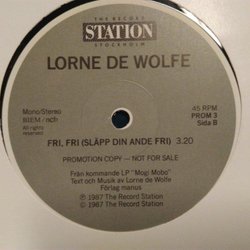 THE RECORD
STATION
STOCKHOLM
LORNE DE WOLFE
Mono/Stereo
BIEM/ncb
All rights
reserved
45 RPM
PROM 3
Sida B
FRI, FRI (SLÄPP DIN ANDE FRI) 3.20
PROMOTION COPY — NOT FOR SALE
Från kommande LP "Mogi Mobo"
Text och Musik av Lorne de Wolfe
Förlag manus
℗ 1987 The Record Station
© 1987 The Record Station